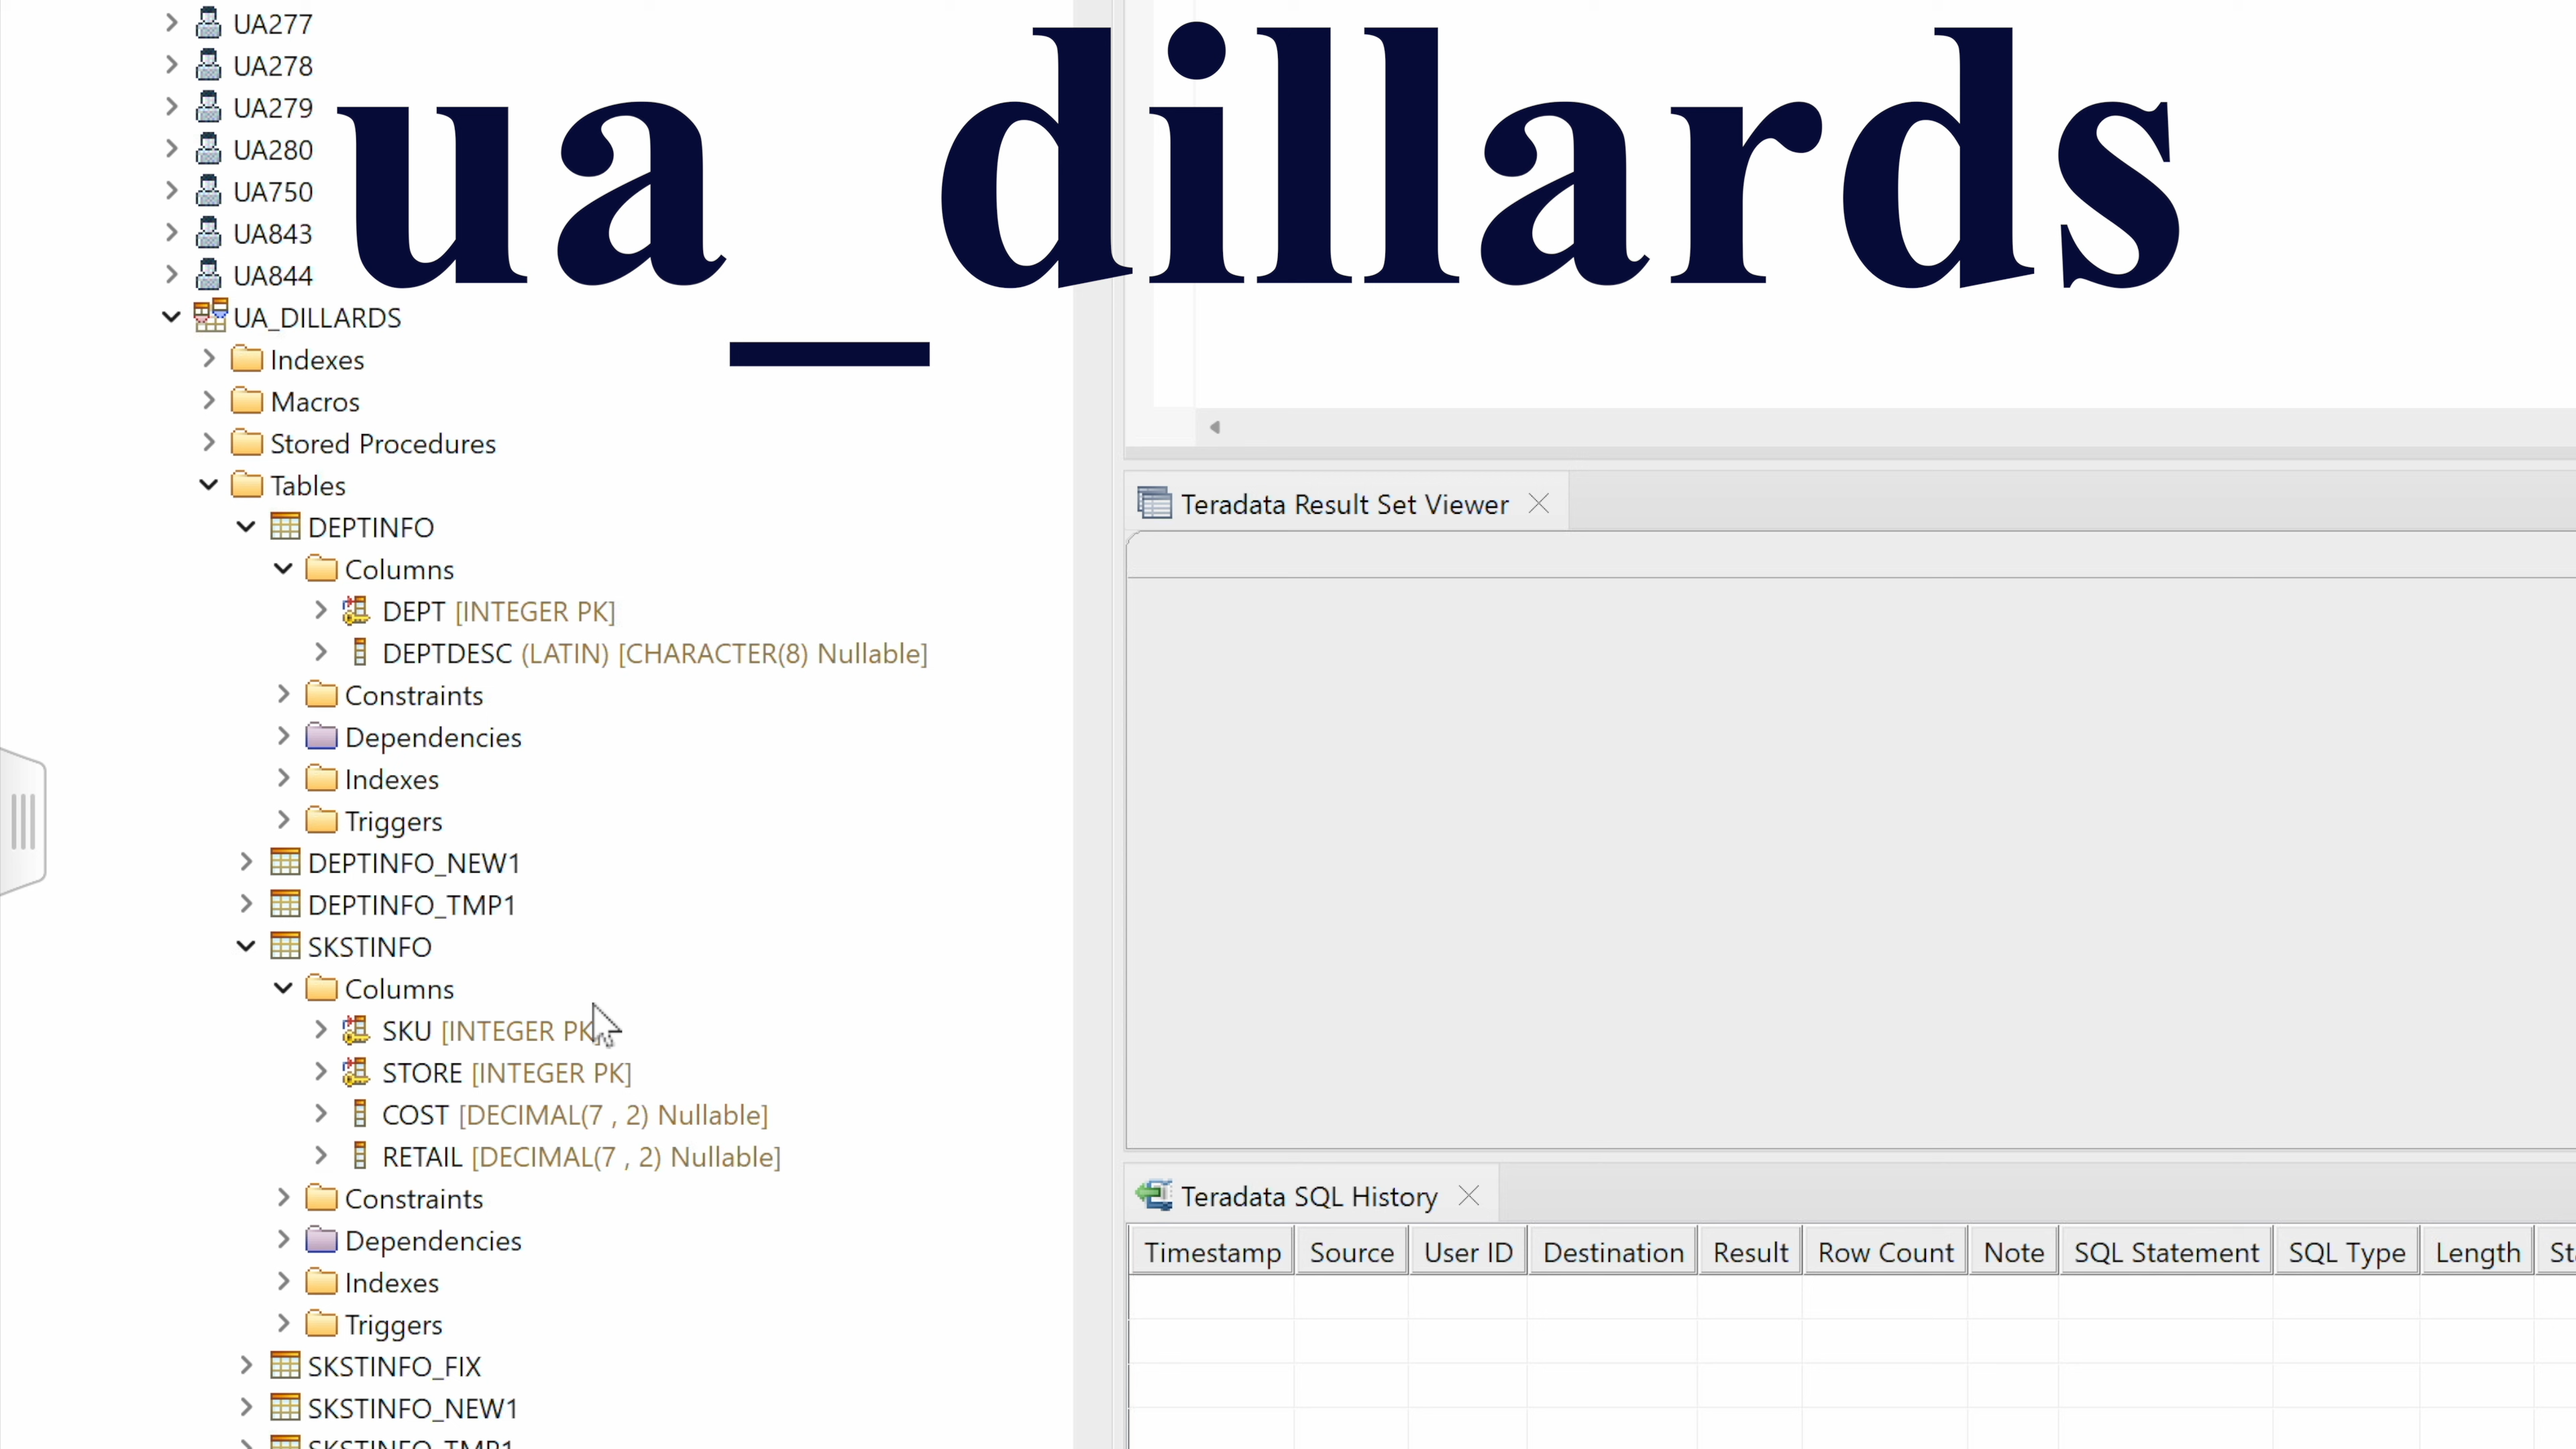 UA277
UA278
UA279
UA280
UA750
UA843
UA844
ua_dillards
UA_DILLARDS
Indexes
Macros
Stored Procedures
Tables
DEPTINFO
Columns
DEPT [INTEGER PK]
DEPTDESC (LATIN) [CHARACTER(8) Nullable]
Constraints
Dependencies
Indexes
Triggers
DEPTINFO_NEW1
DEPTINFO_TMP1
SKSTINFO
Columns
SKU [INTEGER PK]
STORE [INTEGER PK]
COST [DECIMAL(7 , 2) Nullable]
RETAIL [DECIMAL(7 , 2) Nullable]
Constraints
Dependencies
Indexes
Triggers
SKSTINFO_FIX
SKSTINFO_NEW1
SKSTINFO_TMP1
Teradata Result Set Viewer
Teradata SQL History
Timestamp Source User ID Destination Result Row Count Note SQL Statement SQL Type Length